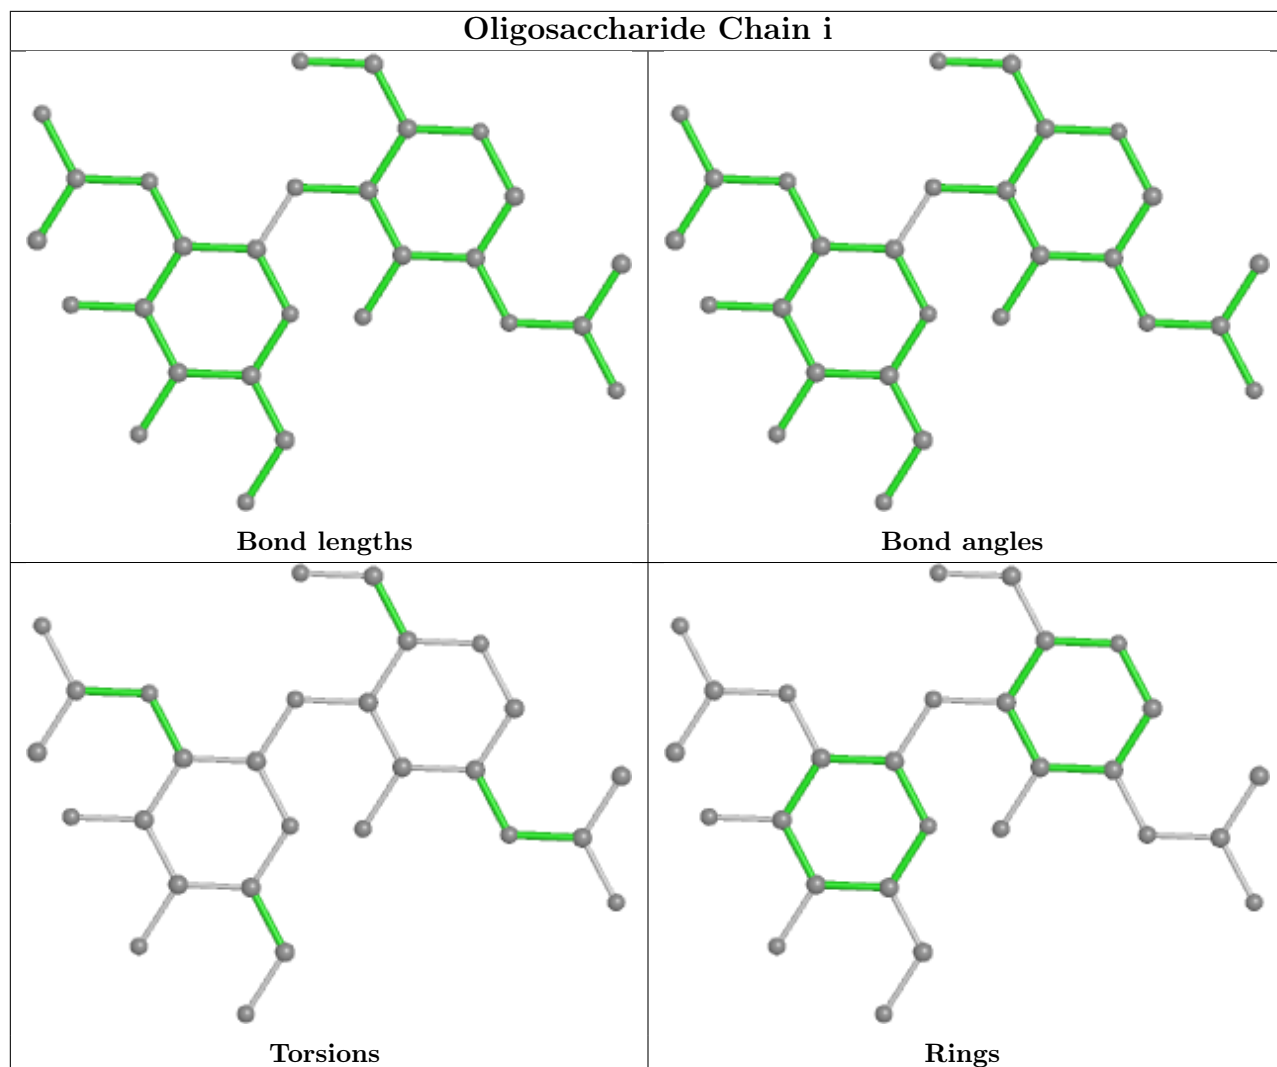 Oligosaccharide Chain i
Bond lengths
Bond angles
Torsions
Rings